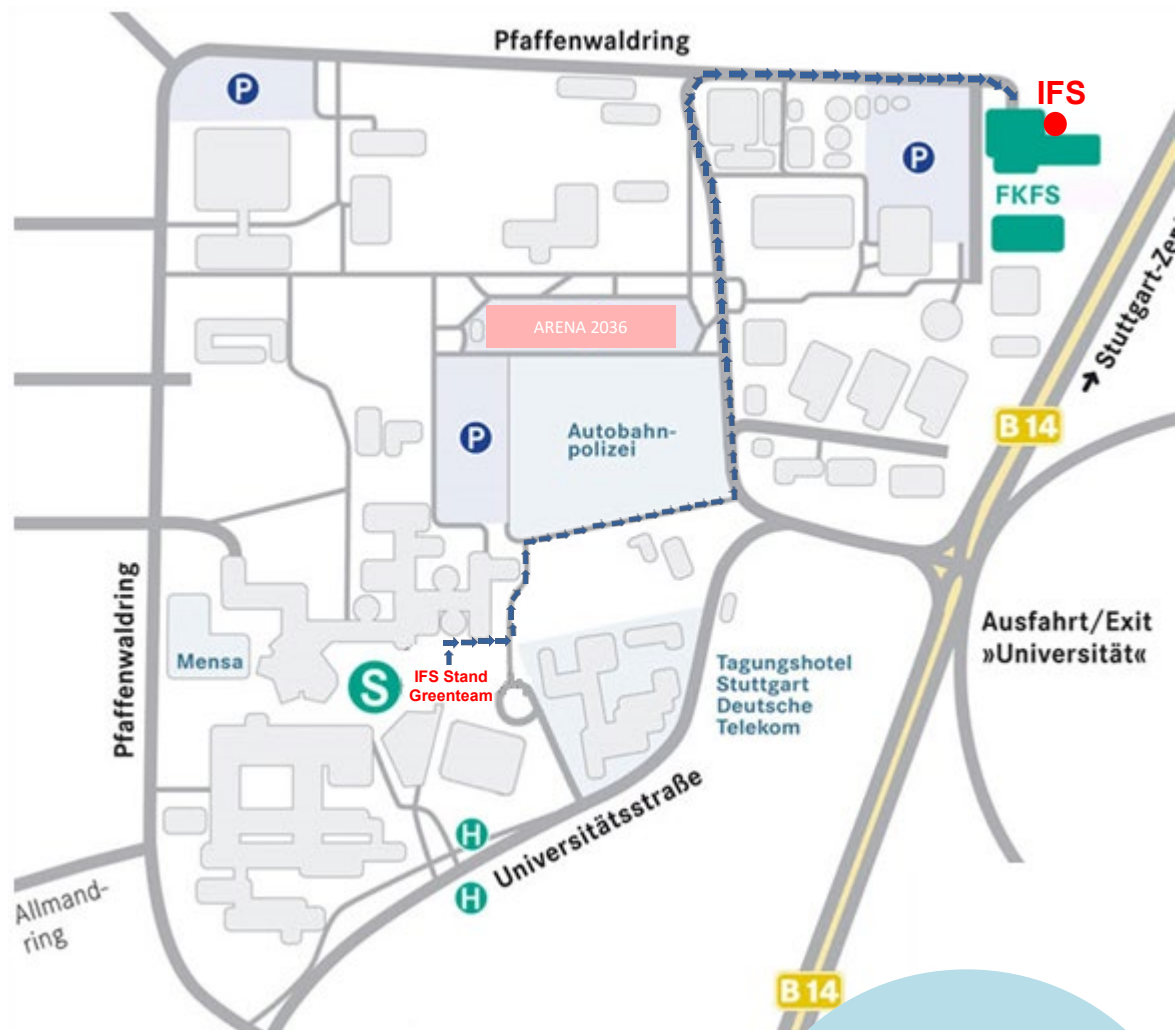 Pfaffenwaldring
P
IFS
P
FKFS
Stuttgart-Zen
ARENA 2036
B 14
P
Autobahn-
polizei
Pfaffenwaldring
Mensa
S
IFS Stand
Greenteam
Tagungshotel
Stuttgart
Deutsche
Telekom
Ausfahrt/Exit
»Universität«
Universitätsstraße
H
H
Allmand-
ring
B 14